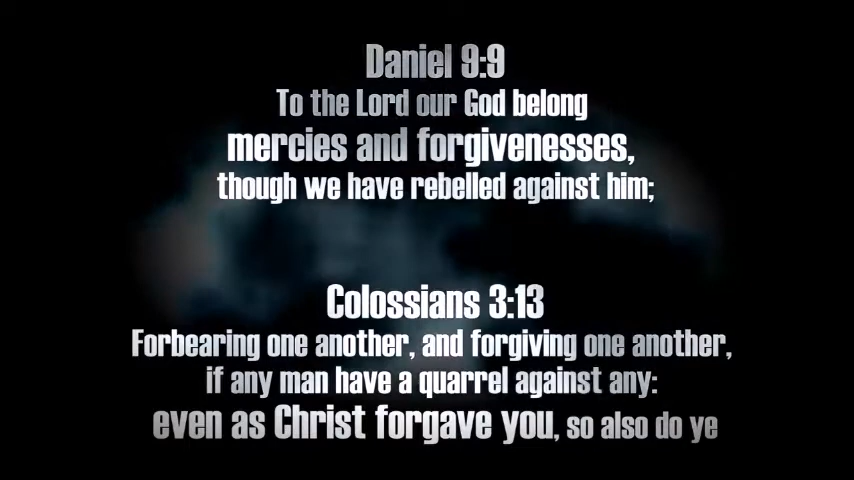 Daniel 9:9
To the Lord our God belong
mercies and forgivenesses,
though we have rebelled against him;
Colossians 3:13
Forbearing one another, and forgiving one another,
if any man have a quarrel against any:
even as Christ forgave you, so also do ye